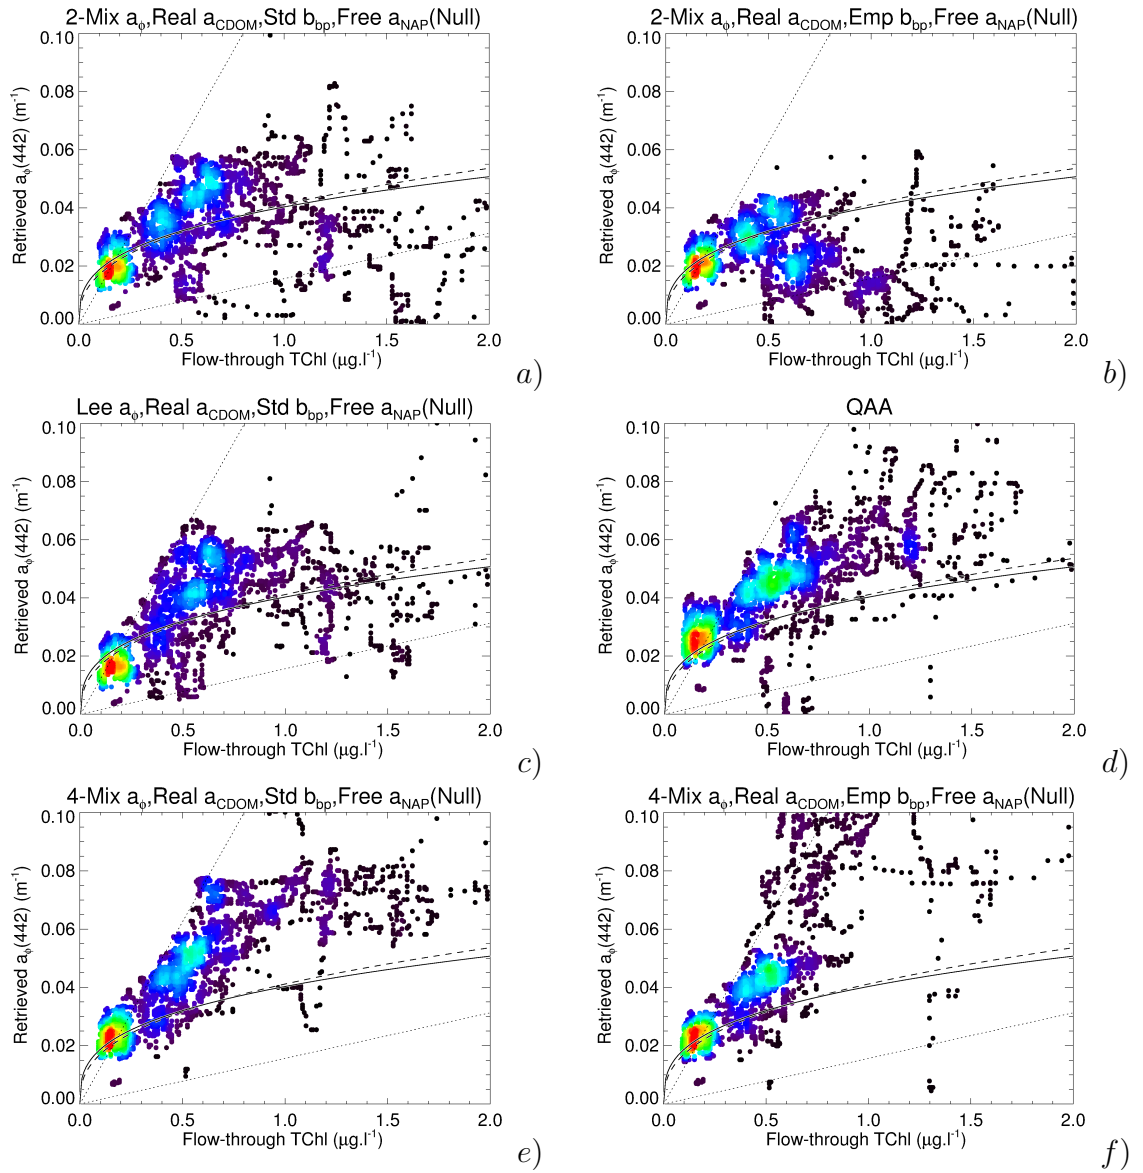 2-Mix aϕ,Real aCDOM,Std bbp,Free aNAP(Null)
Retrieved aϕ(442) (m-1)
0.10
0.08
0.06
0.04
0.02
0.00
0.0 0.5 1.0 1.5 2.0
Flow-through TChl (μg.l-1)
a)
2-Mix aϕ,Real aCDOM,Emp bbp,Free aNAP(Null)
Retrieved aϕ(442) (m-1)
0.10
0.08
0.06
0.04
0.02
0.00
0.0 0.5 1.0 1.5 2.0
Flow-through TChl (μg.l-1)
b)
Lee aϕ,Real aCDOM,Std bbp,Free aNAP(Null)
Retrieved aϕ(442) (m-1)
0.10
0.08
0.06
0.04
0.02
0.00
0.0 0.5 1.0 1.5 2.0
Flow-through TChl (μg.l-1)
c)
QAA
Retrieved aϕ(442) (m-1)
0.10
0.08
0.06
0.04
0.02
0.00
0.0 0.5 1.0 1.5 2.0
Flow-through TChl (μg.l-1)
d)
4-Mix aϕ,Real aCDOM,Std bbp,Free aNAP(Null)
Retrieved aϕ(442) (m-1)
0.10
0.08
0.06
0.04
0.02
0.00
0.0 0.5 1.0 1.5 2.0
Flow-through TChl (μg.l-1)
e)
4-Mix aϕ,Real aCDOM,Emp bbp,Free aNAP(Null)
Retrieved aϕ(442) (m-1)
0.10
0.08
0.06
0.04
0.02
0.00
0.0 0.5 1.0 1.5 2.0
Flow-through TChl (μg.l-1)
f)